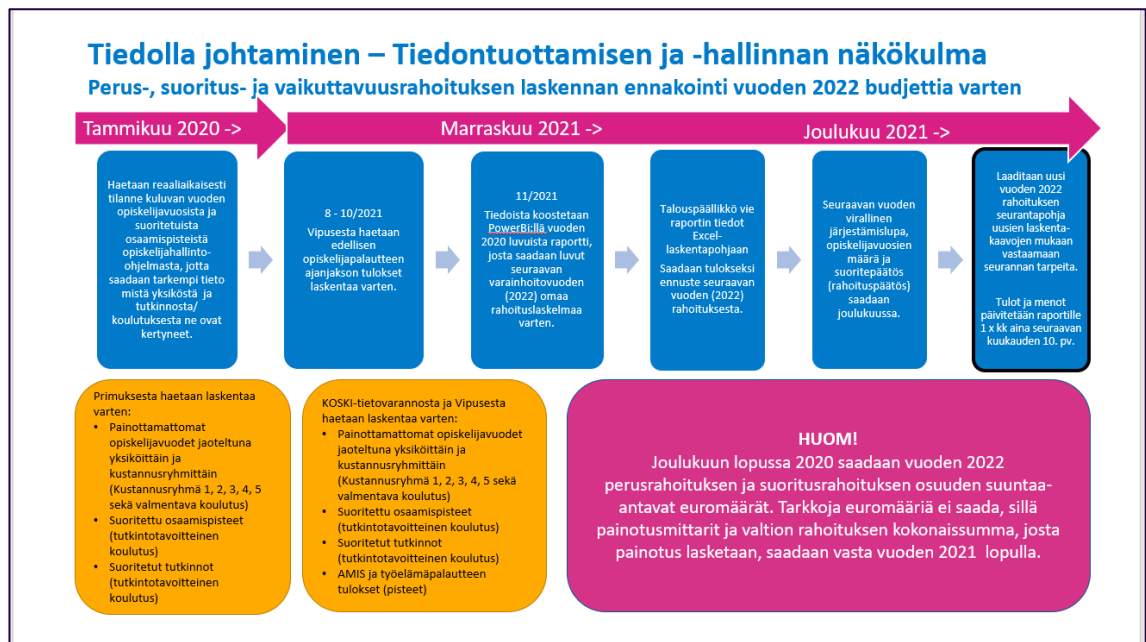 Tiedolla johtaminen – Tiedontuottamisen ja -hallinnan näkökulma
Perus-, suoritus- ja vaikuttavuusrahoituksen laskennan ennakointi vuoden 2022 budjettia varten
Tammikuu 2020 ->
Marraskuu 2021 ->
Joulukuu 2021 ->
Haetaan reaaliaikaisesti
tilanne kuluvan vuoden
opiskelijavuosista ja
suoritetuista
osaamispisteistä
opiskelijahallinto-
ohjelmasta, jotta
saadaan tarkempi tieto
mistä yksiköstä ja
tutkinnosta/
koulutuksesta ne ovat
kertyneet.
8 - 10/2021
Vipusesta haetaan
edellisen
opiskelijapalautteen
ajanjakson tulokset
laskentaa varten.
11/2021
Tiedoista koostetaan
PowerBi:llä vuoden
2020 luvuista raportti,
josta saadaan luvut
seuraavan
varainhoitovuoden
(2022) omaa
rahoituslaskelmaa
varten.
Talouspäällikkö vie
raportin tiedot
Excel-
laskentapohjaan
Saadaan tulokseksi
ennuste seuraavan
vuoden (2022)
rahoituksesta.
Seuraavan vuoden
virallinen
järjestämislupa,
opiskelijavuosien
määrä ja
suoritepäätös
(rahoituspäätös)
saadaan
joulukuussa.
Laaditaan uusi
vuoden 2022
rahoituksen
seurantapohja
uusien laskenta-
kaavojen mukaan
vastaamaan
seurannan tarpeita.
Tulot ja menot
päivitetään raportille
1 x kk aina seuraavan
kuukauden 10. pv.
Primuksesta haetaan laskentaa
varten:
• Painottamattomat
opiskelijavuodet jaoteltuna
yksiköittäin ja
kustannusryhmittäin
(Kustannusryhmä 1, 2, 3, 4, 5
sekä valmentava koulutus)
• Suoritettu osaamispisteet
(tutkintotavoitteinen
koulutus)
• Suoritetut tutkinnot
(tutkintotavoitteinen
koulutus)
KOSKI-tietovarannosta ja Vipusesta
haetaan laskentaa varten:
• Painottamattomat opiskelijavuodet
jaoteltuna yksiköittäin ja
kustannusryhmittäin
(Kustannusryhmä 1, 2, 3, 4, 5 sekä
valmentava koulutus)
• Suoritettu osaamispisteet
(tutkintotavoitteinen koulutus)
• Suoritetut tutkinnot
(tutkintotavoitteinen koulutus)
• AMIS ja työelämäpalautteen
tulokset (pisteet)
HUOM!
Joulukuun lopussa 2020 saadaan vuoden 2022
perusrahoituksen ja suoritusrahoituksen osuuden suuntaa-
antavat euromäärät. Tarkkoja euromääriä ei saada, sillä
painotusmittarit ja valtion rahoituksen kokonaissumma, josta
painotus lasketaan, saadaan vasta vuoden 2021 lopulla.